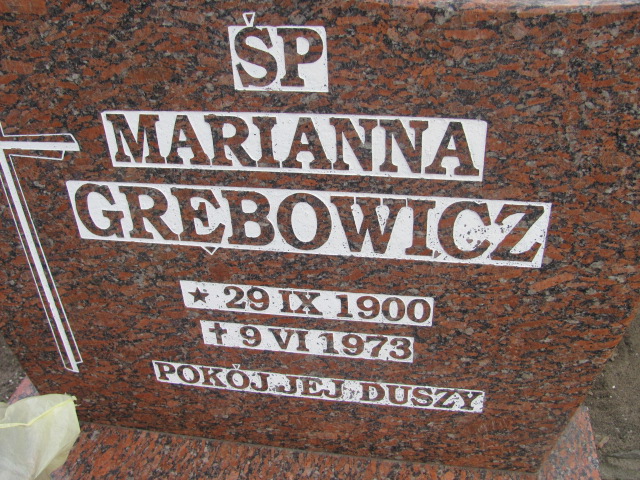 ŚP
MARIANNA
GRĘBOWICZ
★ 29 IX 1900
✝ 9 VI 1973
POKÓJ JEJ DUSZY